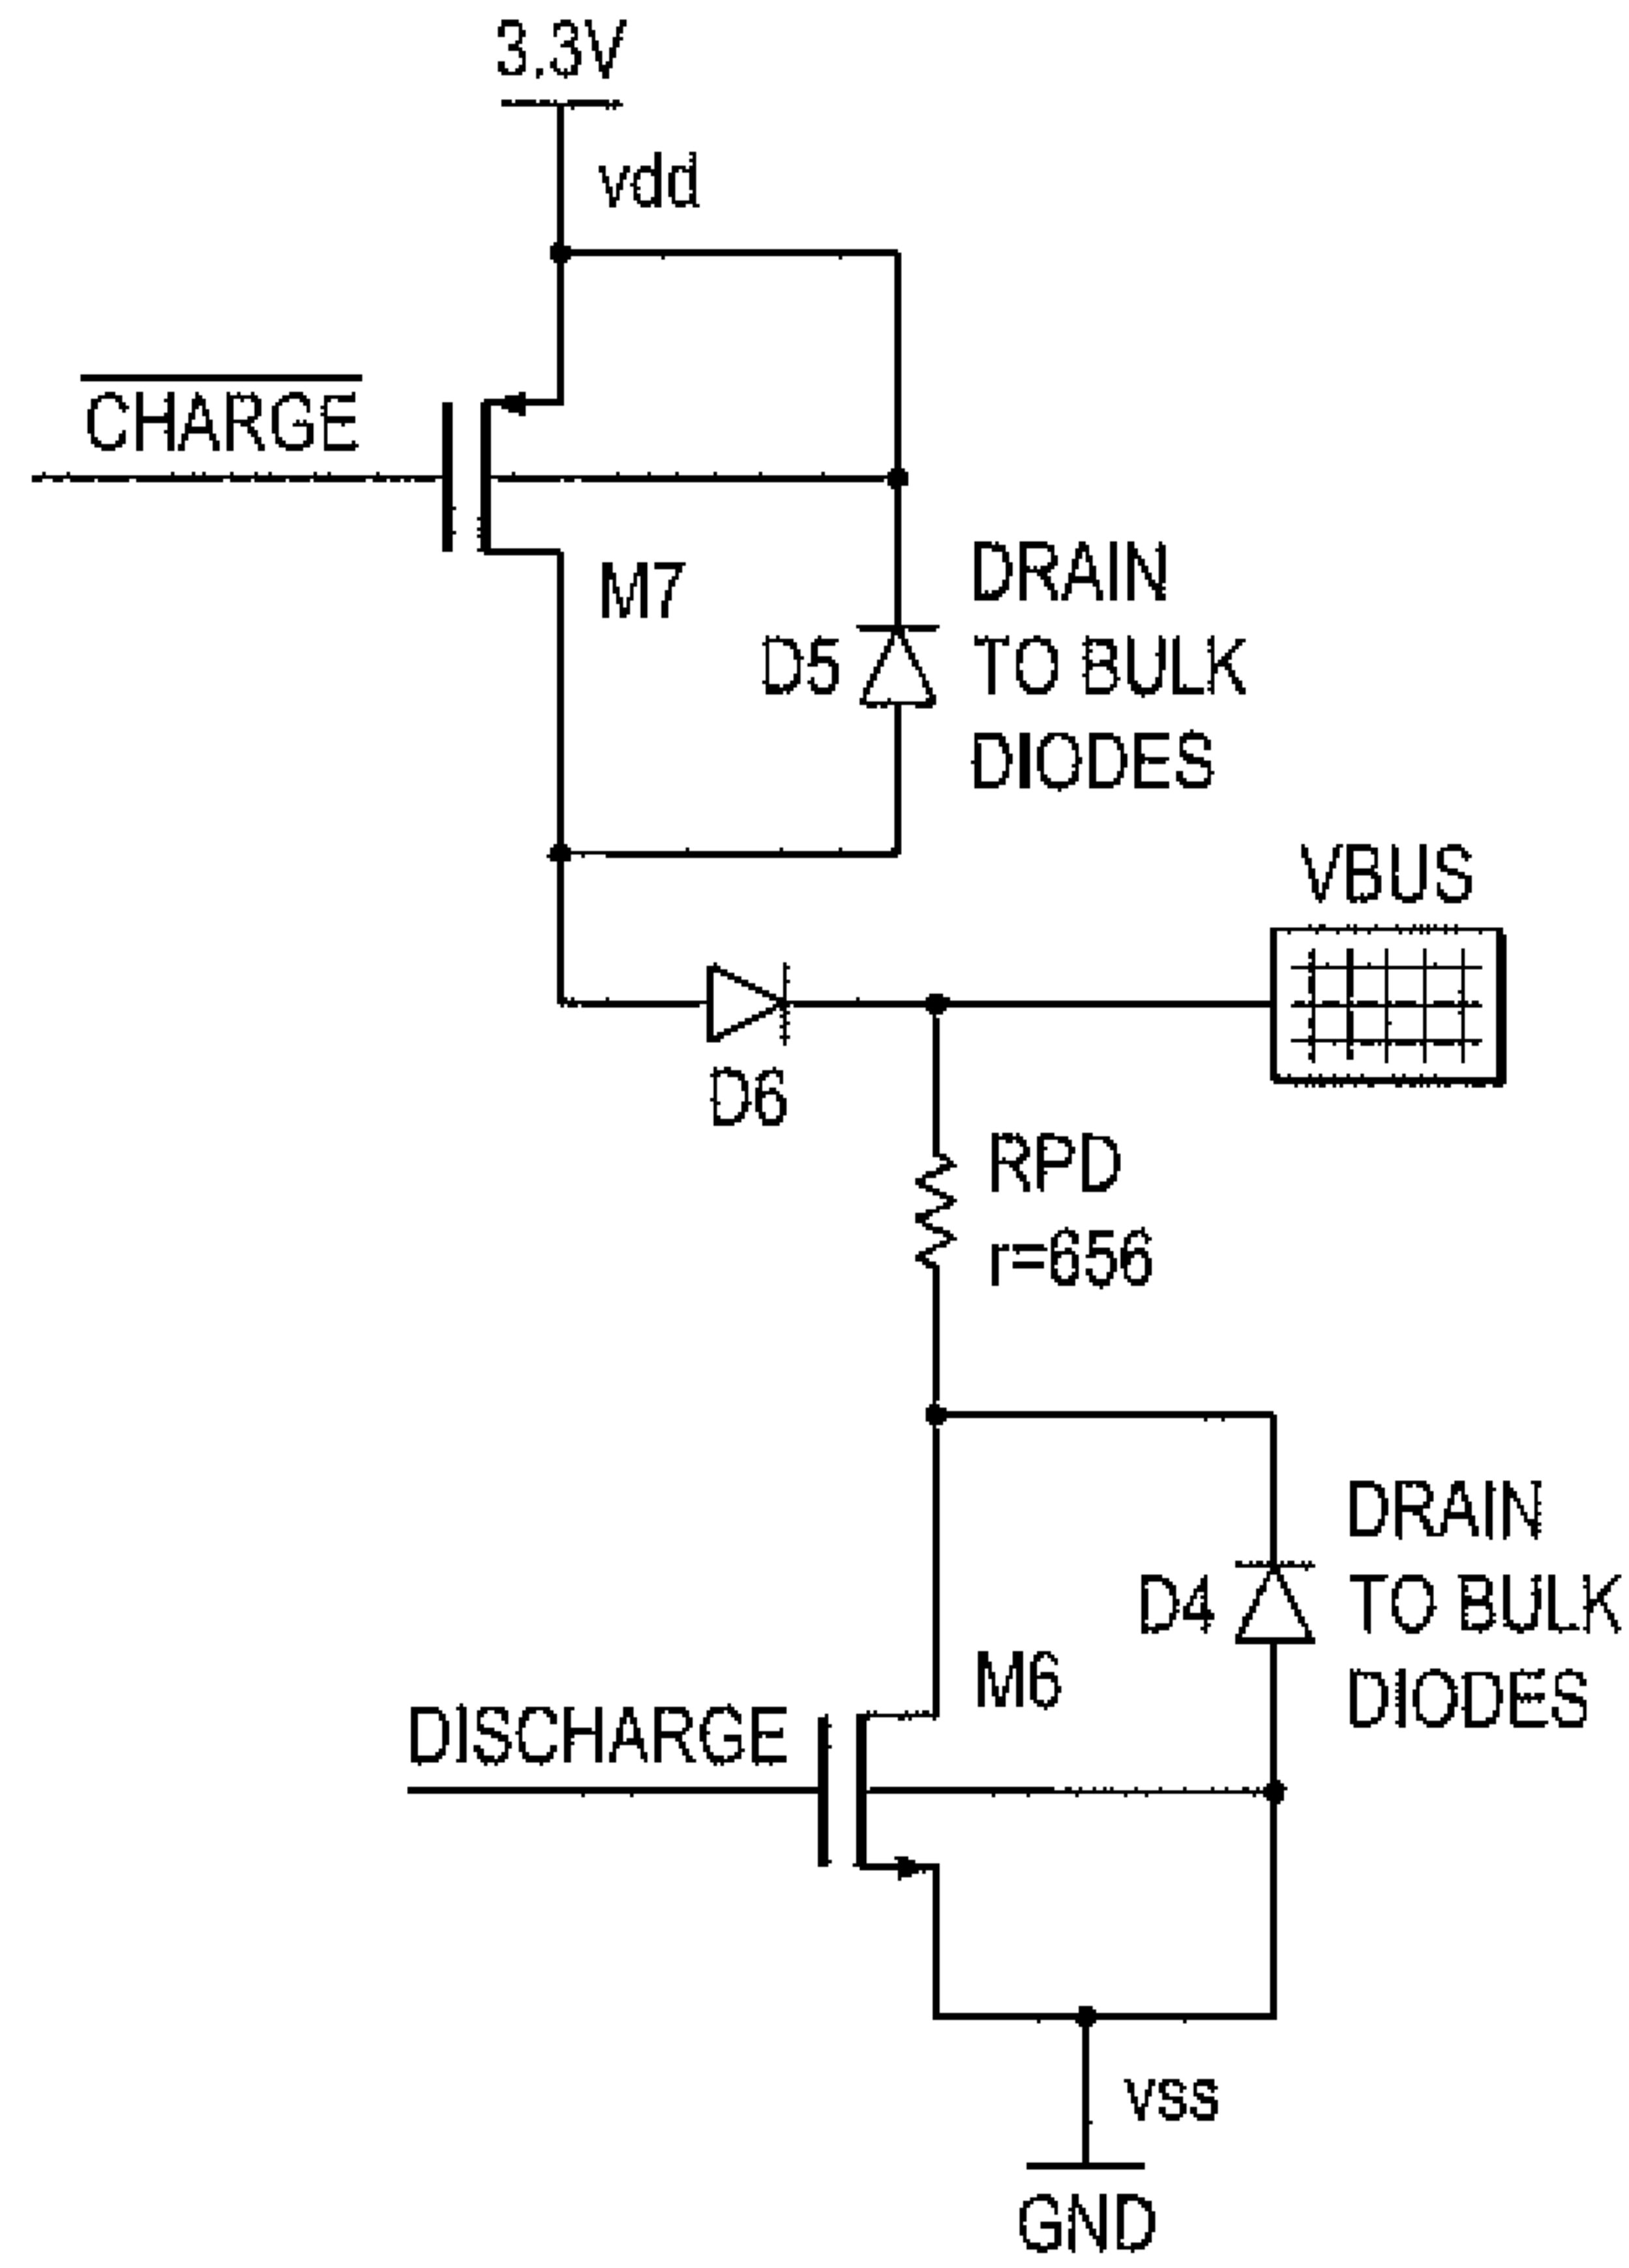 3.3V
vdd
CHARGE
M7
D5
DRAIN
TO BULK
DIODES
VBUS
D6
RPD
r=656
DRAIN
TO BULK
DIODES
D4
M6
DISCHARGE
vss
GND